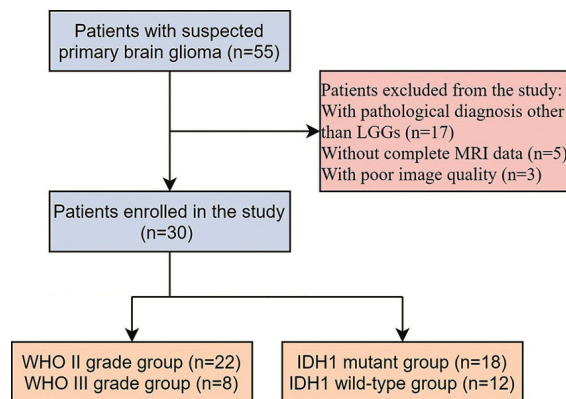 Patients with suspected
primary brain glioma (n=55)
Patients excluded from the study:
With pathological diagnosis other
than LGGs (n=17)
Without complete MRI data (n=5)
With poor image quality (n=3)
Patients enrolled in the study
(n=30)
WHO II grade group (n=22)
WHO III grade group (n=8)
IDH1 mutant group (n=18)
IDH1 wild-type group (n=12)